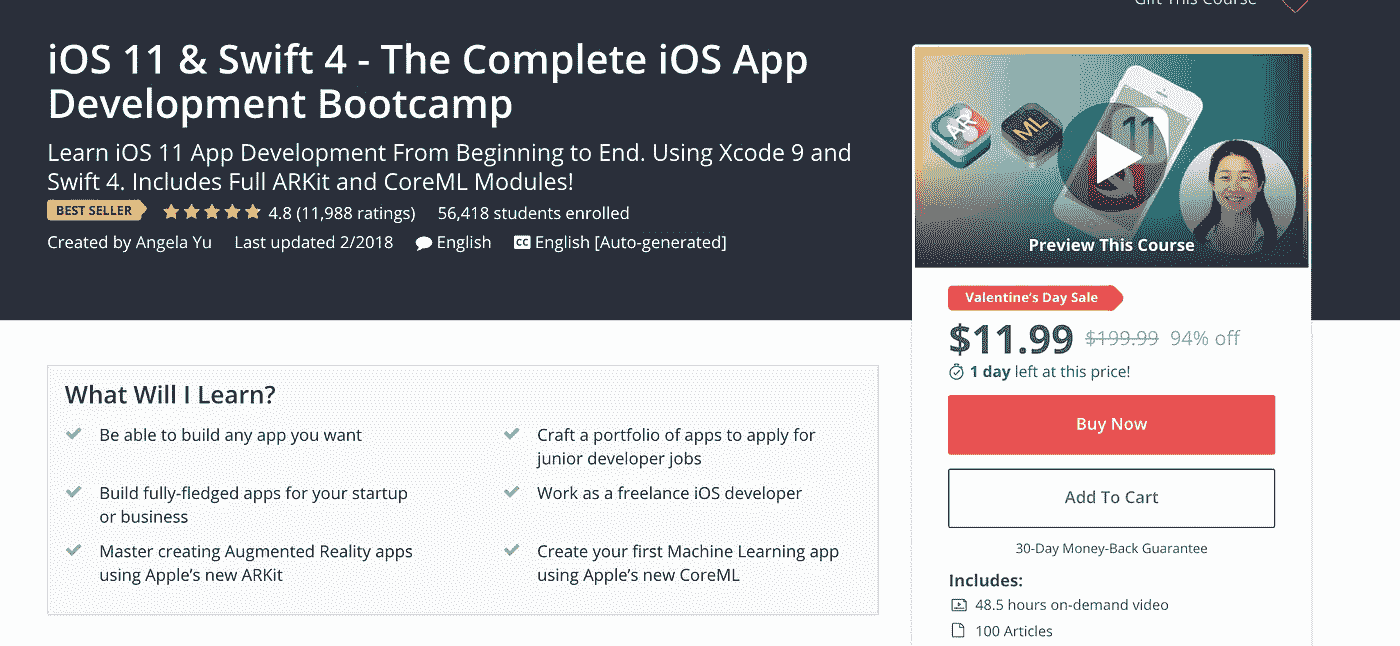 Gift This Course
iOS 11 & Swift 4 - The Complete iOS App
Development Bootcamp
Learn iOS 11 App Development From Beginning to End. Using Xcode 9 and
Swift 4. Includes Full ARKit and CoreML Modules!
BEST SELLER 4.8 (11,988 ratings) 56,418 students enrolled
Created by Angela Yu Last updated 2/2018 English English [Auto-generated]
AR
ML
11
Preview This Course
Valentine's Day Sale
$11.99 $199.99 94% off
1 day left at this price!
Buy Now
Add To Cart
30-Day Money-Back Guarantee
Includes:
48.5 hours on-demand video
100 Articles
What Will I Learn?
Be able to build any app you want
Craft a portfolio of apps to apply for
junior developer jobs
Build fully-fledged apps for your startup
or business
Work as a freelance iOS developer
Master creating Augmented Reality apps
using Apple's new ARKit
Create your first Machine Learning app
using Apple's new CoreML